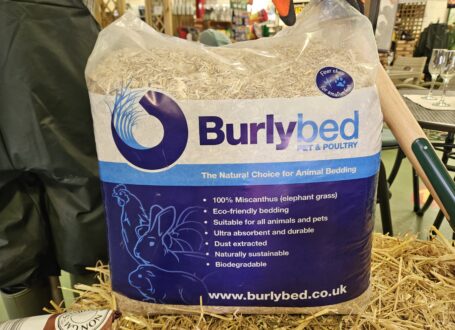 Burlybed
PET & POULTRY
The Natural Choice for Animal Bedding
• 100% Miscanthus (elephant grass)
• Eco-friendly bedding
• Suitable for all animals and pets
• Ultra absorbent and durable
• Dust extracted
• Naturally sustainable
• Biodegradable
www.burlybed.co.uk